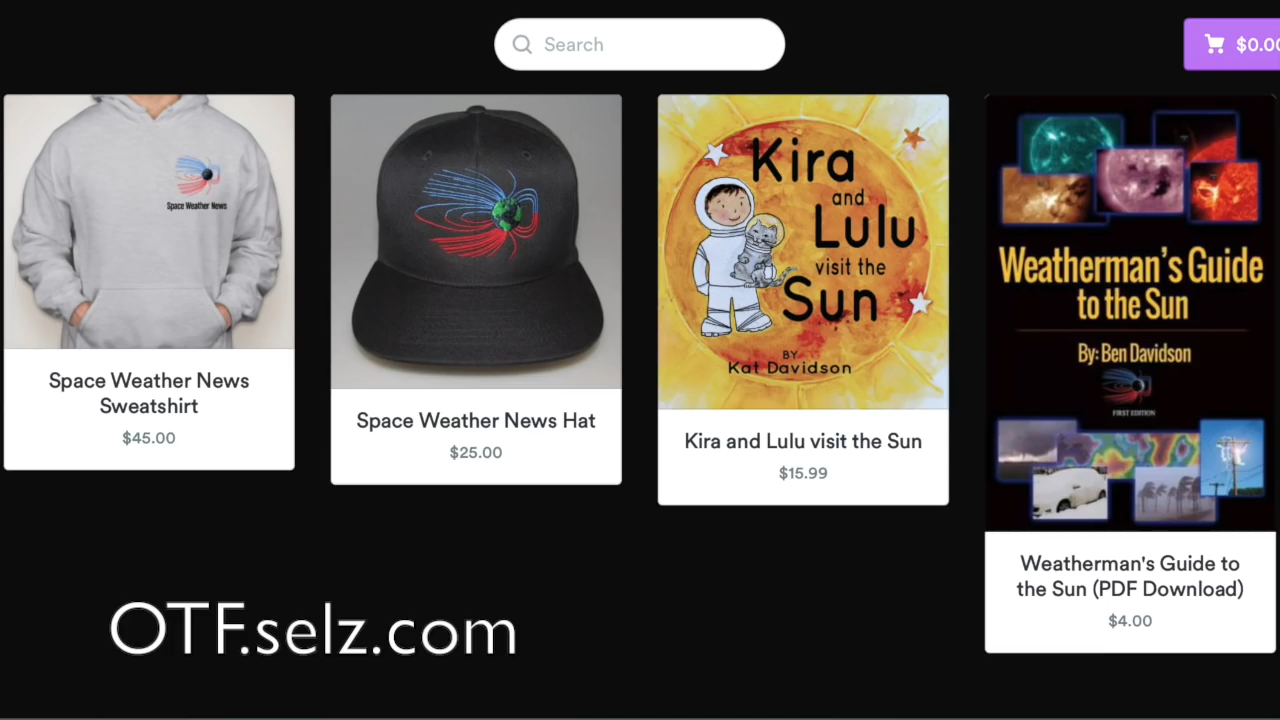 Search
$0.00
Space Weather News
Space Weather News
Sweatshirt
$45.00
Space Weather News Hat
$25.00
Kira
and
Lulu
visit the
Sun
BY
Kat Davidson
Kira and Lulu visit the Sun
$15.99
Weatherman's Guide
to the Sun
By: Ben Davidson
FIRST EDITION
Weatherman's Guide to
the Sun (PDF Download)
$4.00
OTF.selz.com